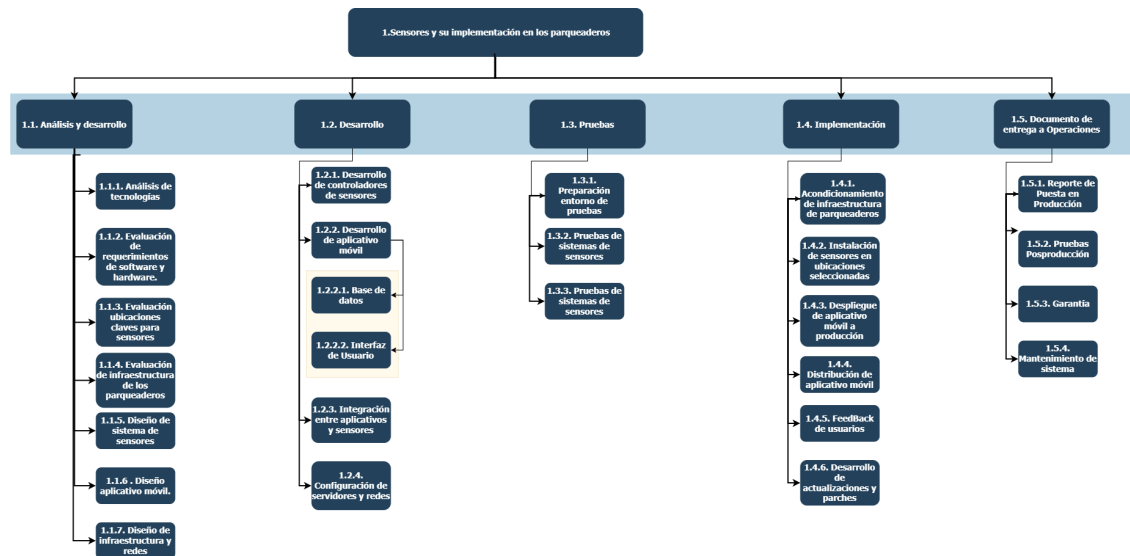 1.Sensores y su implementación en los parqueaderos
1.1. Análisis y desarrollo
1.2. Desarrollo
1.3. Pruebas
1.4. Implementación
1.5. Documento de
entrega a Operaciones
1.1.1. Análisis de
tecnologías
1.1.2. Evaluación
de
requerimientos
de software y
hardware.
1.1.3. Evaluación
ubicaciones
claves para
sensores
1.1.4. Evaluación
de infraestructura
de los
parqueaderos
1.1.5. Diseño de
sistema de
sensores
1.1.6 . Diseño
aplicativo móvil.
1.1.7. Diseño de
infraestructura y
redes
1.2.1. Desarrollo
de controladores
de sensores
1.2.2. Desarrollo
de aplicativo
móvil
1.2.2.1. Base de
datos
1.2.2.2. Interfaz
de Usuario
1.2.3. Integración
entre aplicativos
y sensores
1.2.4.
Configuración de
servidores y redes
1.3.1.
Preparación
entorno de
pruebas
1.3.2. Pruebas de
sistemas de
sensores
1.3.3. Pruebas de
sistemas de
sensores
1.4.1.
Acondicionamiento
de infraestructura
de parqueaderos
1.4.2. Instalación
de sensores en
ubicaciones
seleccionadas
1.4.3. Despliegue
de aplicativo
móvil a
producción
1.4.4.
Distribución de
aplicativo móvil
1.4.5. FeedBack
de usuarios
1.4.6. Desarrollo
de
actualizaciones y
parches
1.5.1. Reporte de
Puesta en
Producción
1.5.2. Pruebas
Posproducción
1.5.3. Garantía
1.5.4.
Mantenimiento de
sistema